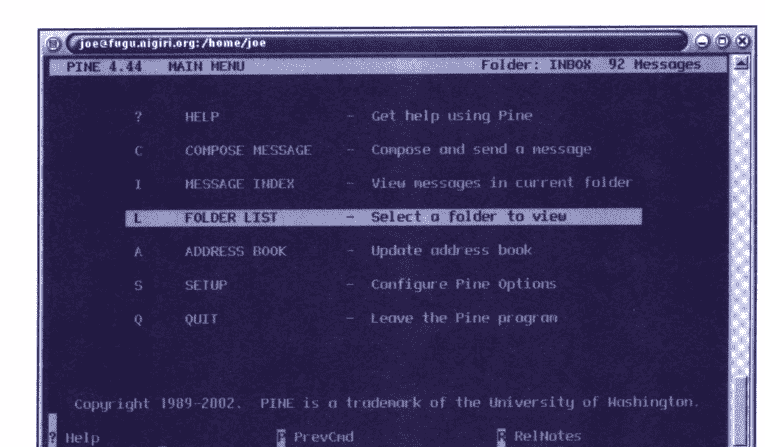 joe@fugu.nigiri.org:/home/joe
PINE 4.44 MAIN MENU Folder: INBOX 92 Messages
? HELP - Get help using Pine
C COMPOSE MESSAGE - Compose and send a message
I MESSAGE INDEX - View messages in current folder
L FOLDER LIST - Select a folder to view
A ADDRESS BOOK - Update address book
S SETUP - Configure Pine Options
Q QUIT - Leave the Pine program
Copyright 1989-2002. PINE is a trademark of the University of Washington.
? Help P PrevCmd R RelNotes